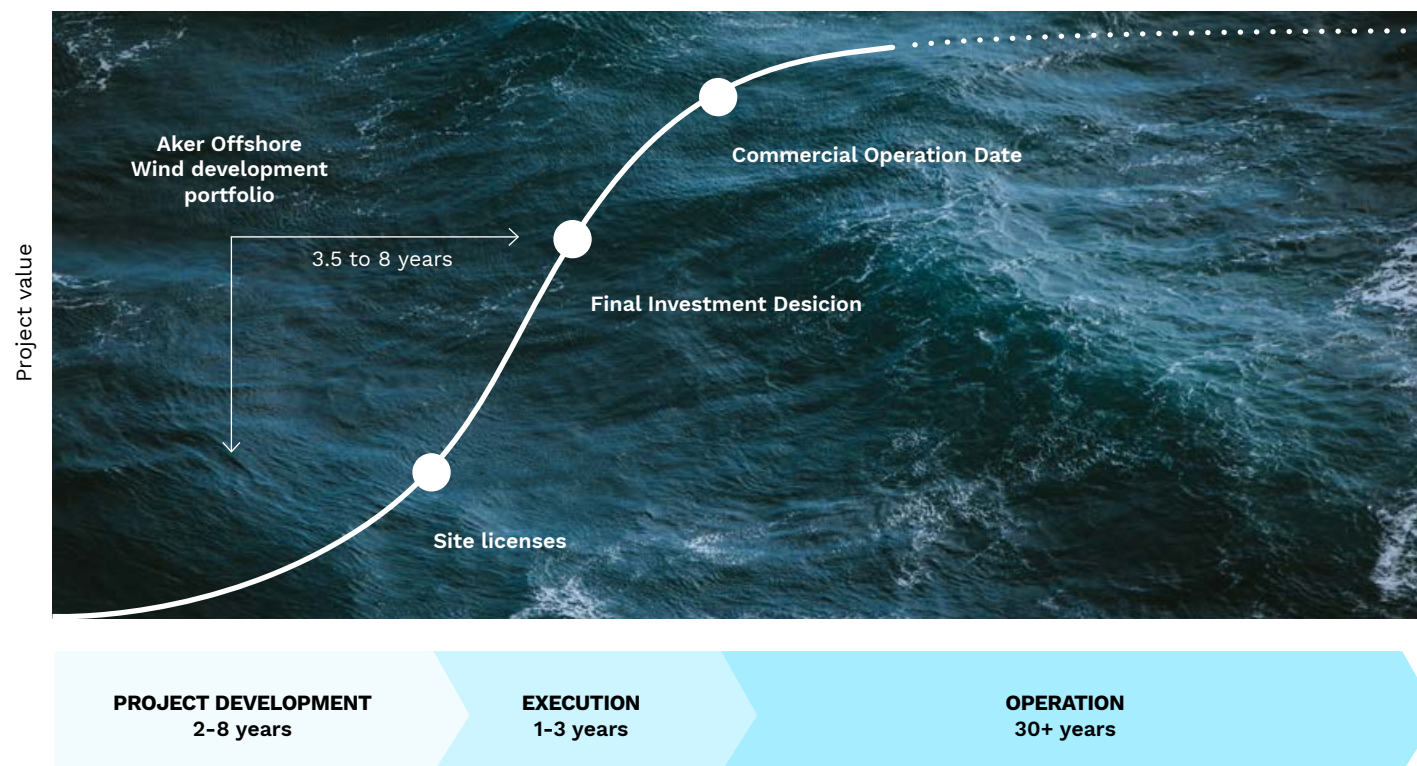 Aker Offshore
Wind development
portfolio
3.5 to 8 years
Commercial Operation Date
Final Investment Desicion
Site licenses
Project value
PROJECT DEVELOPMENT
2-8 years
EXECUTION
1-3 years
OPERATION
30+ years